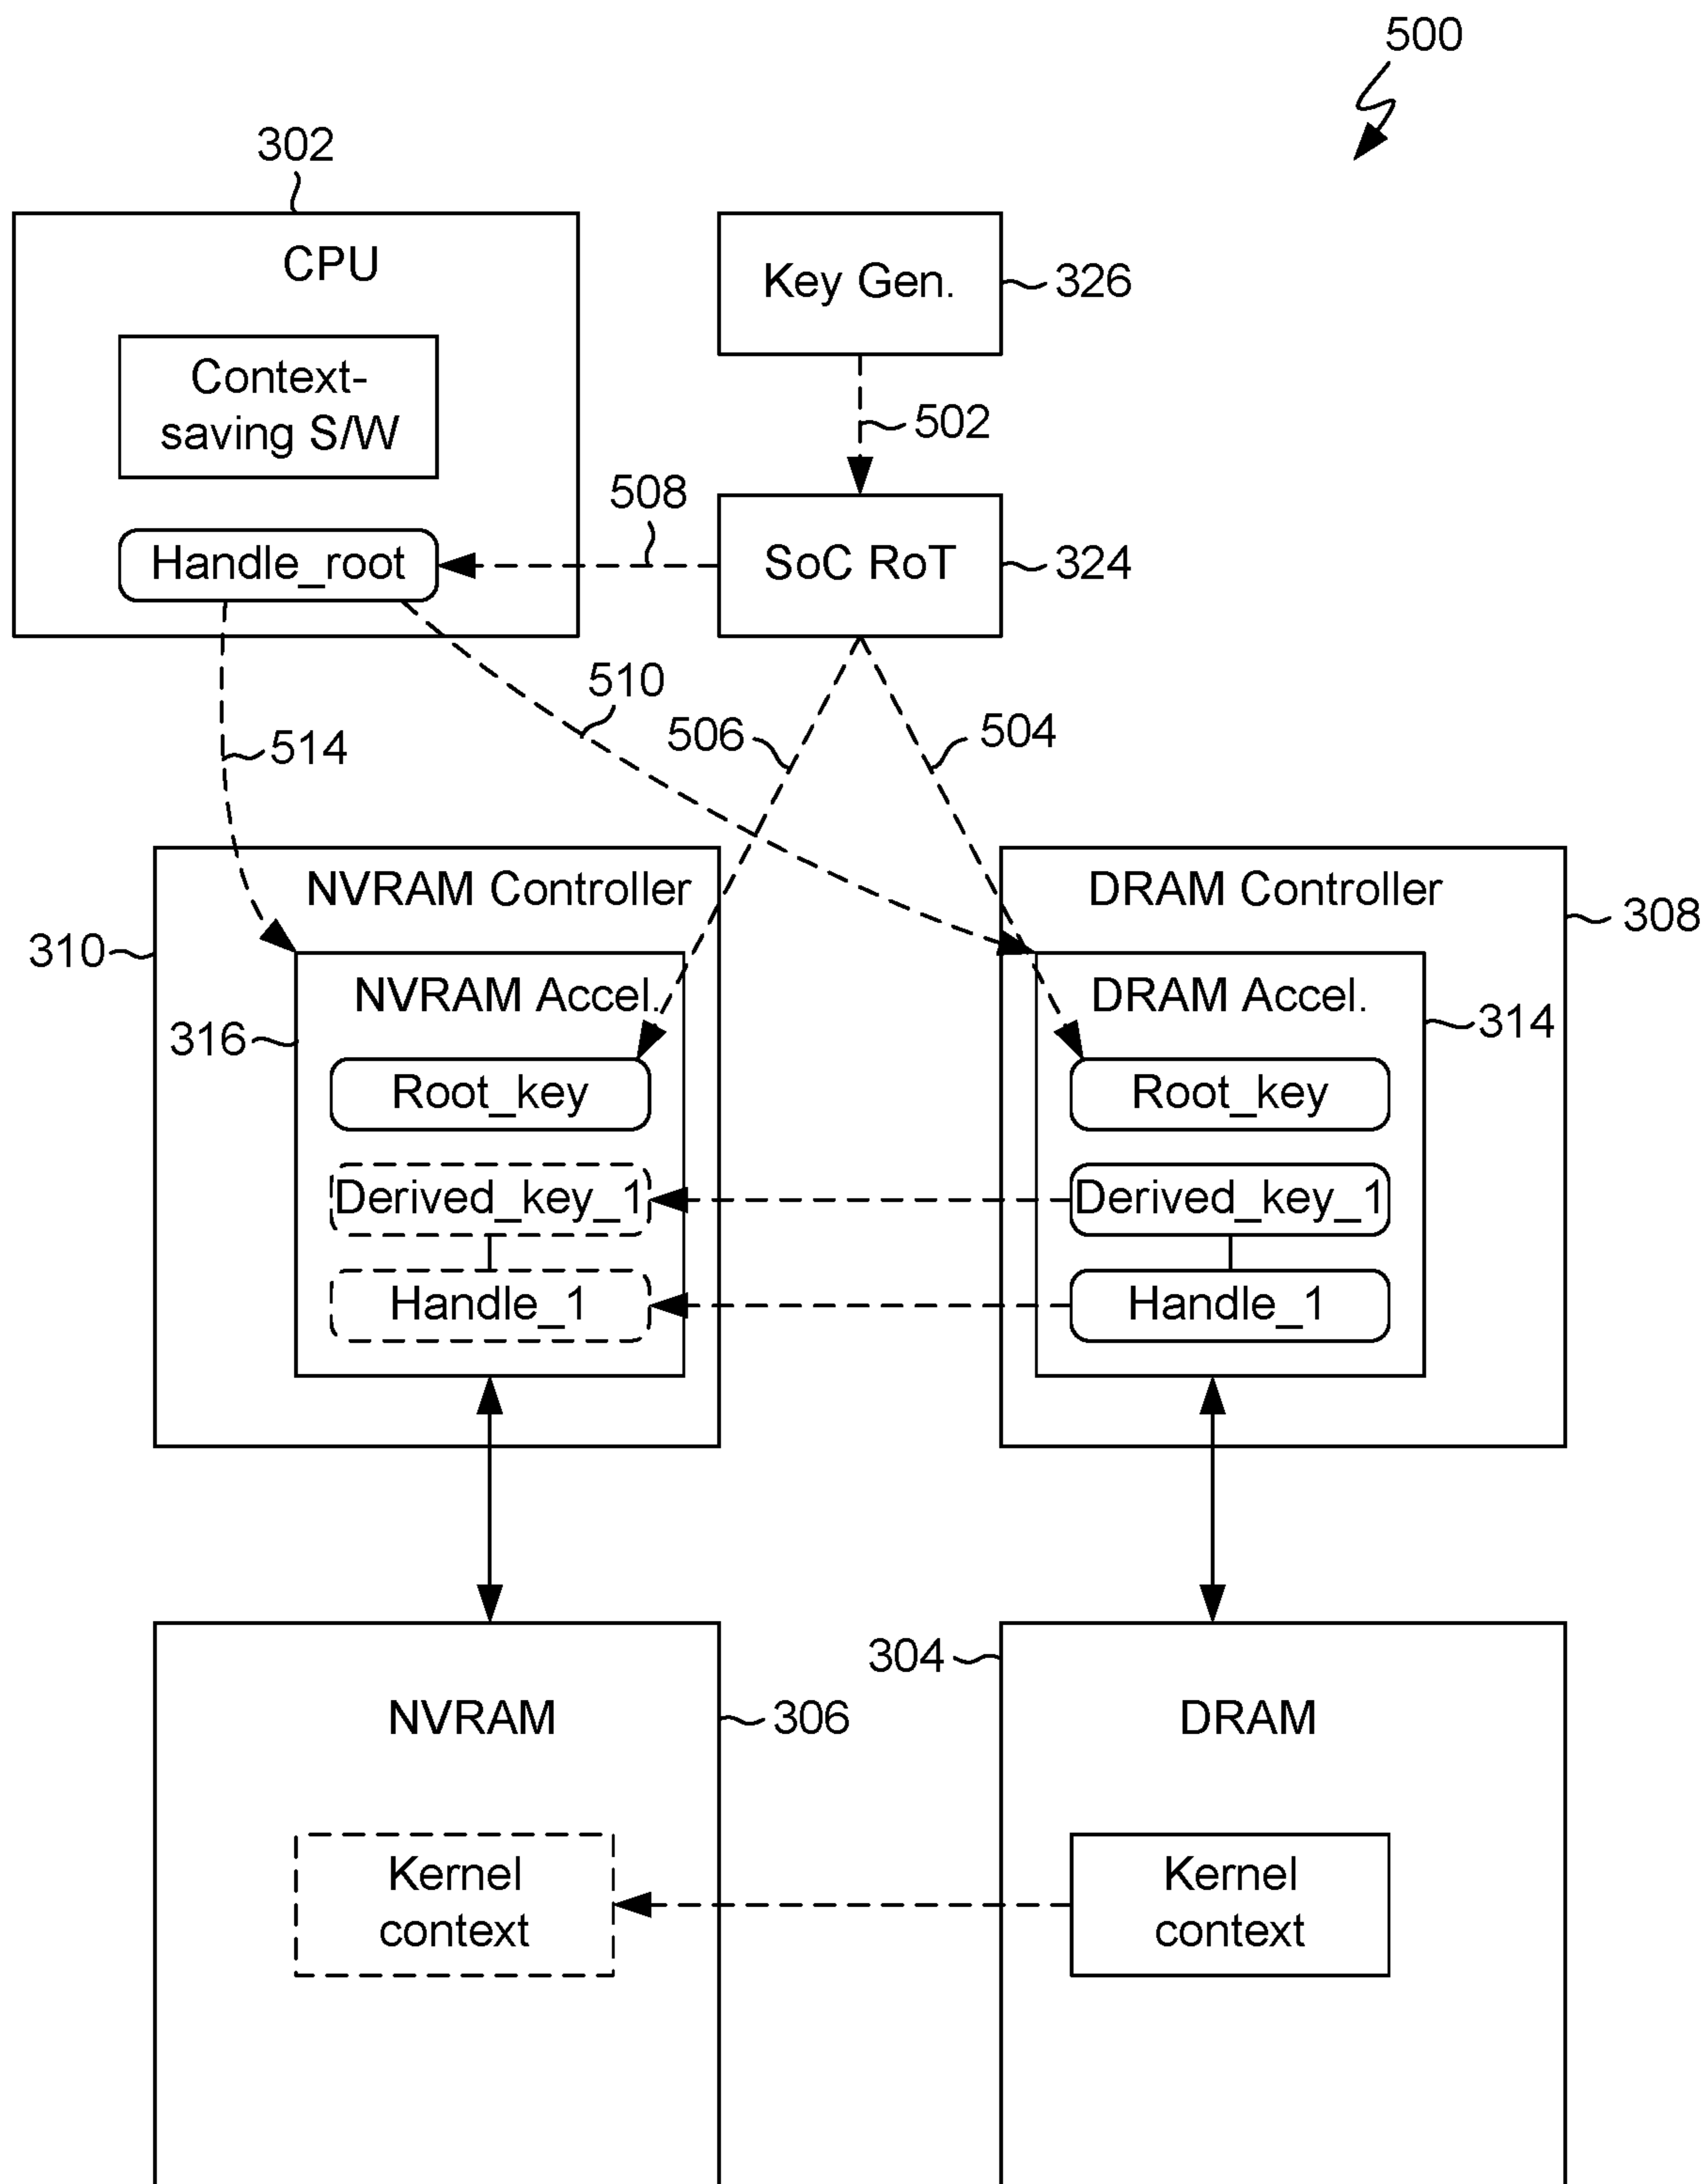 500
302
CPU
Context-
saving S/W
Handle_root
Key Gen.
326
502
508
SoC RoT
324
510
506
504
514
NVRAM Controller
310
NVRAM Accel.
316
Root_key
Derived_key_1
Handle_1
DRAM Controller
308
DRAM Accel.
314
Root_key
Derived_key_1
Handle_1
NVRAM
306
Kernel
context
304
DRAM
Kernel
context